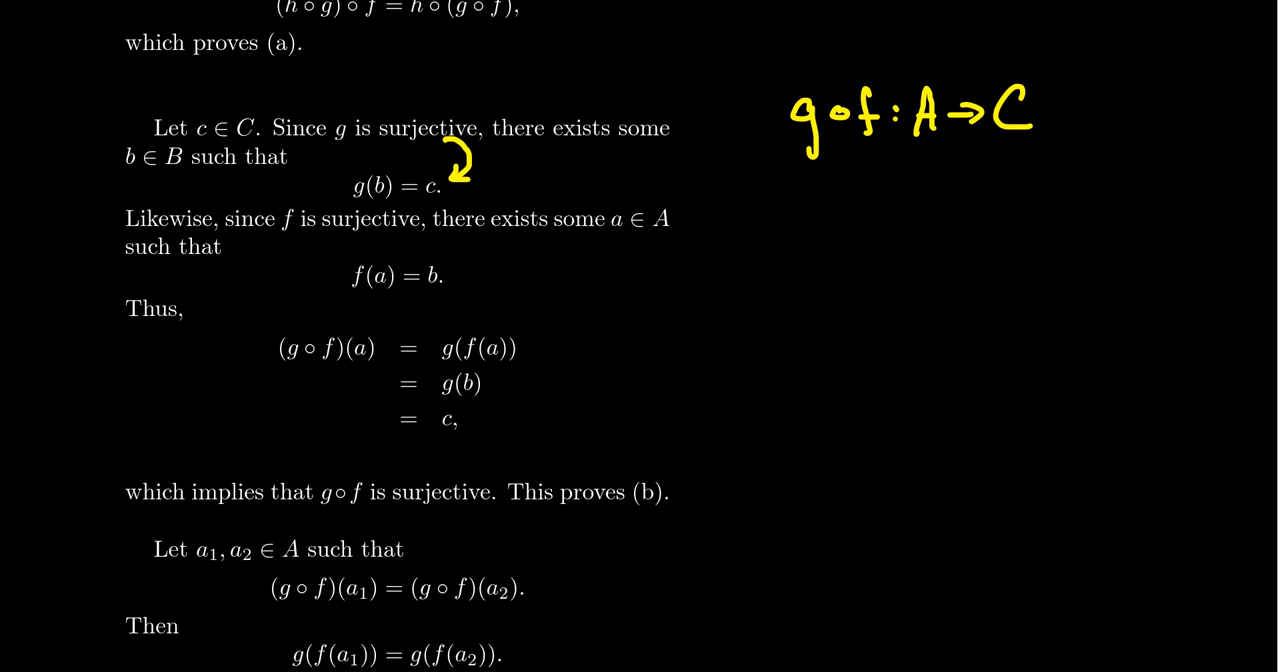 (h ∘ g) ∘ f = h ∘ (g ∘ f),
which proves (a).
g∘f : A → C
Let c ∈ C. Since g is surjective, there exists some
b ∈ B such that
g(b) = c.
Likewise, since f is surjective, there exists some a ∈ A
such that
f(a) = b.
Thus,
(g ∘ f)(a) = g(f(a))
= g(b)
= c,
which implies that g ∘ f is surjective. This proves (b).
Let a₁, a₂ ∈ A such that
(g ∘ f)(a₁) = (g ∘ f)(a₂).
Then
g(f(a₁)) = g(f(a₂)).